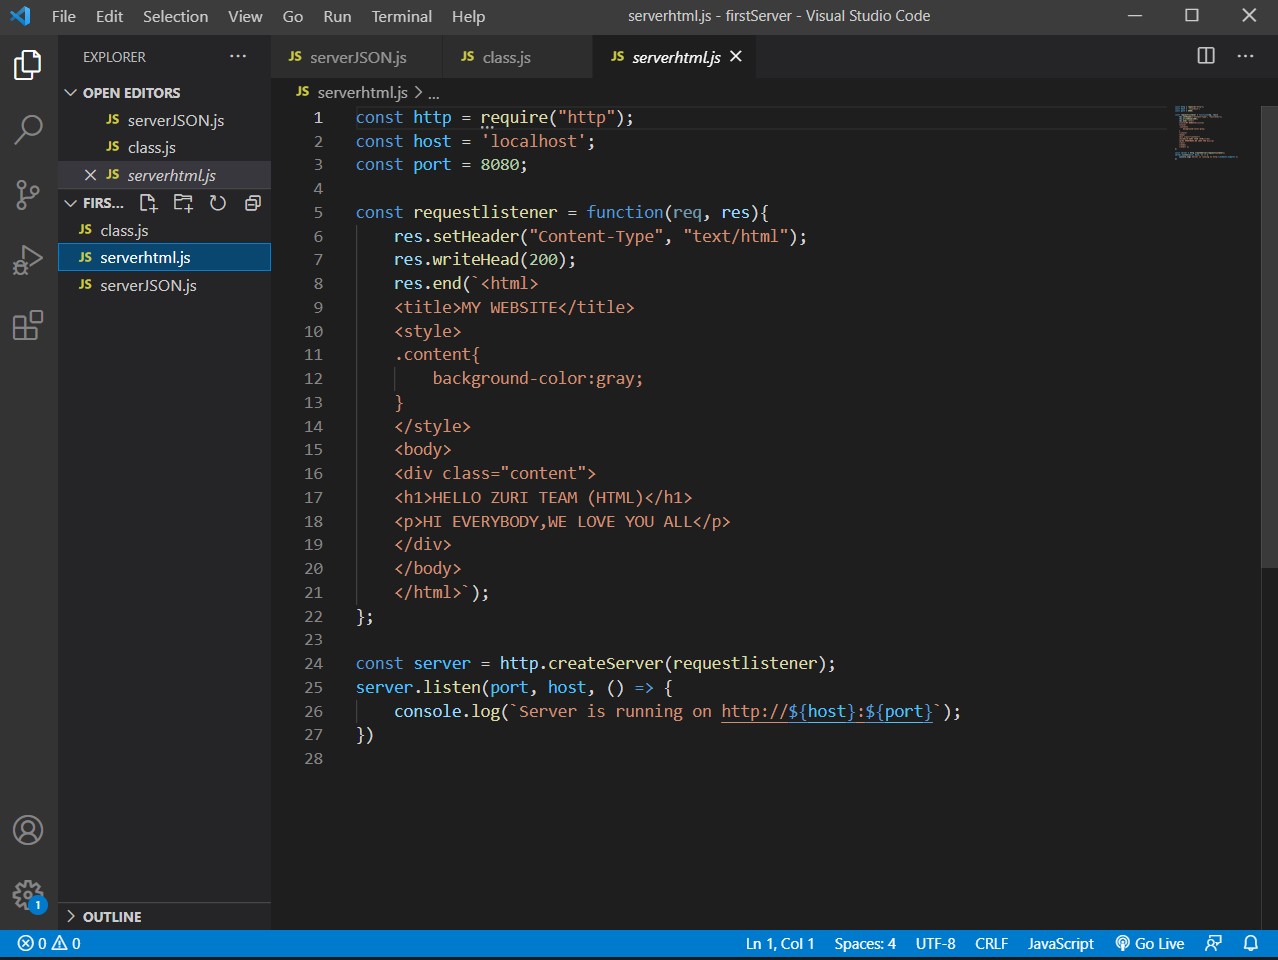 File Edit Selection View Go Run Terminal Help serverhtml.js - firstServer - Visual Studio Code
EXPLORER
OPEN EDITORS
JS serverJSON.js
JS class.js
JS serverhtml.js
FIRS...
JS class.js
JS serverhtml.js
JS serverJSON.js
OUTLINE
JS serverJSON.js JS class.js JS serverhtml.js
JS serverhtml.js > ...
1 const http = require("http");
2 const host = 'localhost';
3 const port = 8080;
4
5 const requestlistener = function(req, res){
6 res.setHeader("Content-Type", "text/html");
7 res.writeHead(200);
8 res.end(`<html>
9 <title>MY WEBSITE</title>
10 <style>
11 .content{
12 background-color:gray;
13 }
14 </style>
15 <body>
16 <div class="content">
17 <h1>HELLO ZURI TEAM (HTML)</h1>
18 <p>HI EVERYBODY,WE LOVE YOU ALL</p>
19 </div>
20 </body>
21 </html>`);
22 };
23
24 const server = http.createServer(requestlistener);
25 server.listen(port, host, () => {
26 console.log(`Server is running on http://${host}:${port}`);
27 })
28
1
0 0 Ln 1, Col 1 Spaces: 4 UTF-8 CRLF JavaScript Go Live